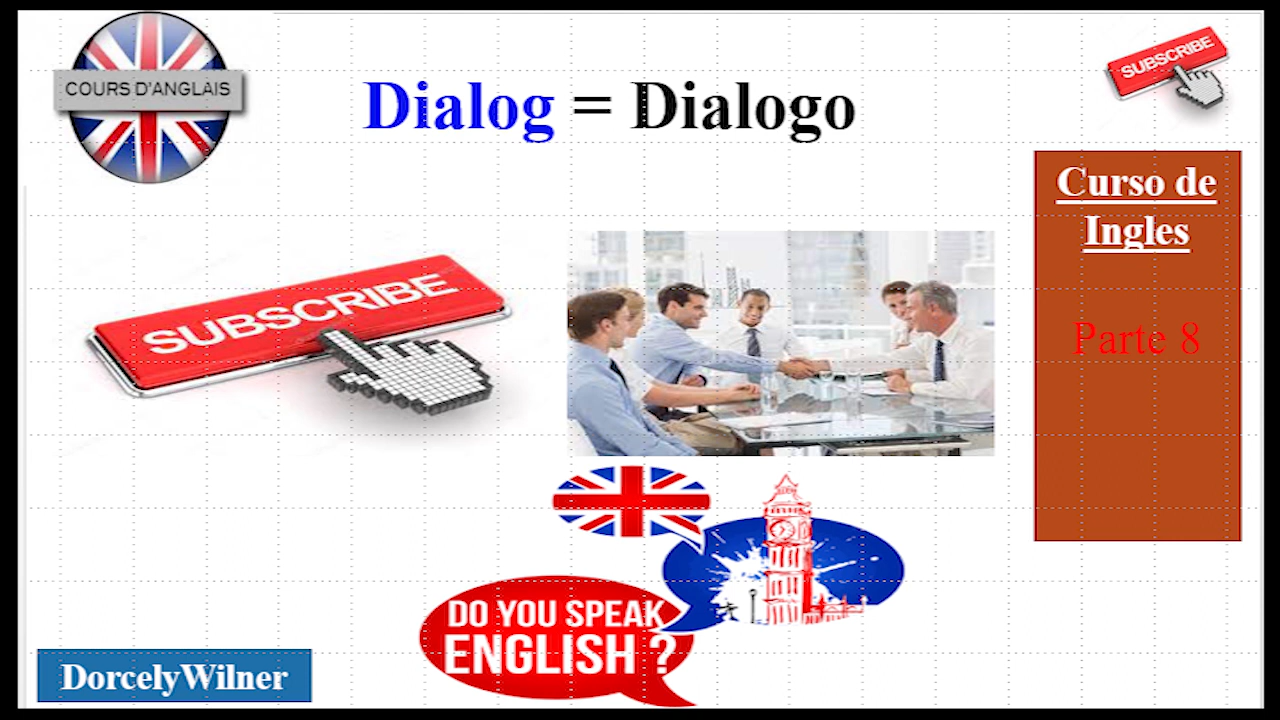 COURS D'ANGLAIS
SUBSCRIBE
Dialog = Dialogo
Curso de
Ingles
Parte 8
SUBSCRIBE
DO YOU SPEAK
ENGLISH ?
DorcelyWilner